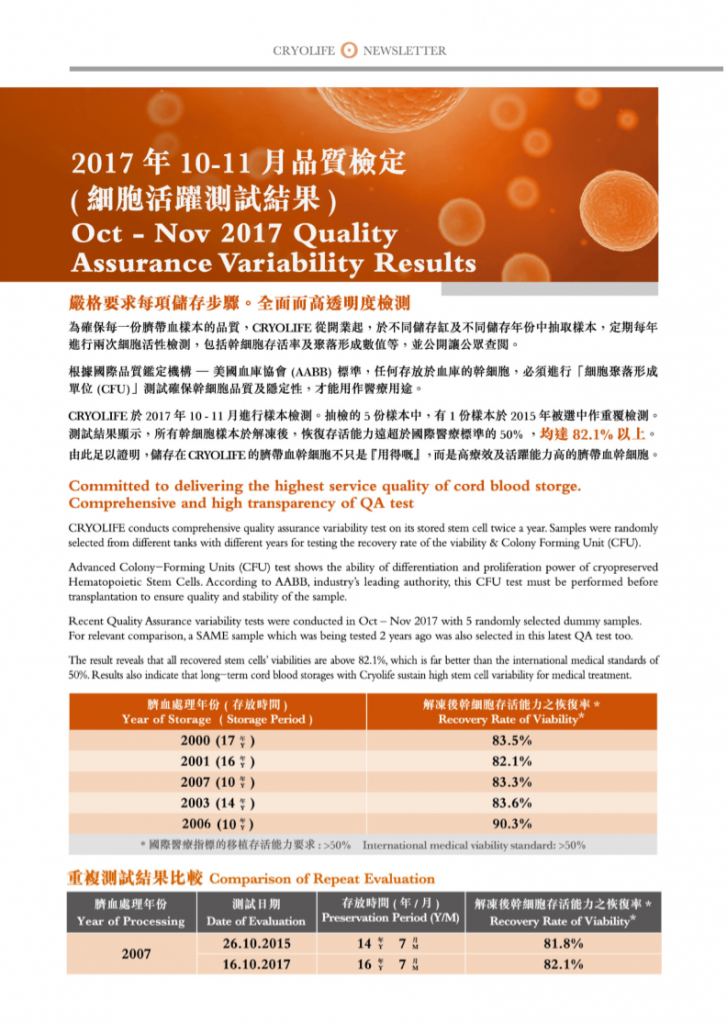 CRYOLIFE NEWSLETTER
2017 年 10-11 月品質檢定
( 細胞活躍測試結果 )
Oct - Nov 2017 Quality
Assurance Variability Results
嚴格要求每項儲存步驟。全面而高透明度檢測
為確保每一份臍帶血樣本的品質，CRYOLIFE 從開業起，於不同儲存缸及不同儲存年份中抽取樣本，定期每年
進行兩次細胞活性檢測，包括幹細胞存活率及聚落形成數值等，並公開讓公眾查閱。
根據國際品質鑑定機構 — 美國血庫協會 (AABB) 標準，任何存放於血庫的幹細胞，必須進行「細胞聚落形成
單位 (CFU)」測試確保幹細胞品質及隱定性，才能用作醫療用途。
CRYOLIFE 於 2017 年 10 - 11 月進行樣本檢測。抽檢的 5 份樣本中，有 1 份樣本於 2015 年被選中作重覆檢測。
測試結果顯示，所有幹細胞樣本於解凍後，恢復存活能力遠超於國際醫療標準的 50% ，均達 82.1% 以上。
由此足以證明，儲存在 CRYOLIFE 的臍帶血幹細胞不只是『用得嘅』，而是高療效及活躍能力高的臍帶血幹細胞。
Committed to delivering the highest service quality of cord blood storge.
Comprehensive and high transparency of QA test
CRYOLIFE conducts comprehensive quality assurance variability test on its stored stem cell twice a year. Samples were randomly
selected from different tanks with different years for testing the recovery rate of the viability & Colony Forming Unit (CFU).
Advanced Colony-Forming Units (CFU) test shows the ability of differentiation and proliferation power of cryopreserved
Hematopoietic Stem Cells. According to AABB, industry's leading authority, this CFU test must be performed before
transplantation to ensure quality and stability of the sample.
Recent Quality Assurance variability tests were conducted in Oct – Nov 2017 with 5 randomly selected dummy samples.
For relevant comparison, a SAME sample which was being tested 2 years ago was also selected in this latest QA test too.
The result reveals that all recovered stem cells' viabilities are above 82.1%, which is far better than the international medical standards of
50%. Results also indicate that long-term cord blood storages with Cryolife sustain high stem cell variability for medical treatment.
臍血處理年份 ( 存放時間 ) 解凍後幹細胞存活能力之恢復率 *
Year of Storage ( Storage Period ) Recovery Rate of Viability*
2000 (17 年 Y ) 83.5%
2001 (16 年 Y ) 82.1%
2007 (10 年 Y ) 83.3%
2003 (14 年 Y ) 83.6%
2006 (10 年 Y ) 90.3%
* 國際醫療指標的移植存活能力要求 : >50% International medical viability standard: >50%
重複測試結果比較 Comparison of Repeat Evaluation
臍血處理年份 測試日期 存放時間 ( 年 / 月 ) 解凍後幹細胞存活能力之恢復率 *
Year of Processing Date of Evaluation Preservation Period (Y/M) Recovery Rate of Viability*
2007 26.10.2015 14 年 Y 7 月 M 81.8%
16.10.2017 16 年 Y 7 月 M 82.1%